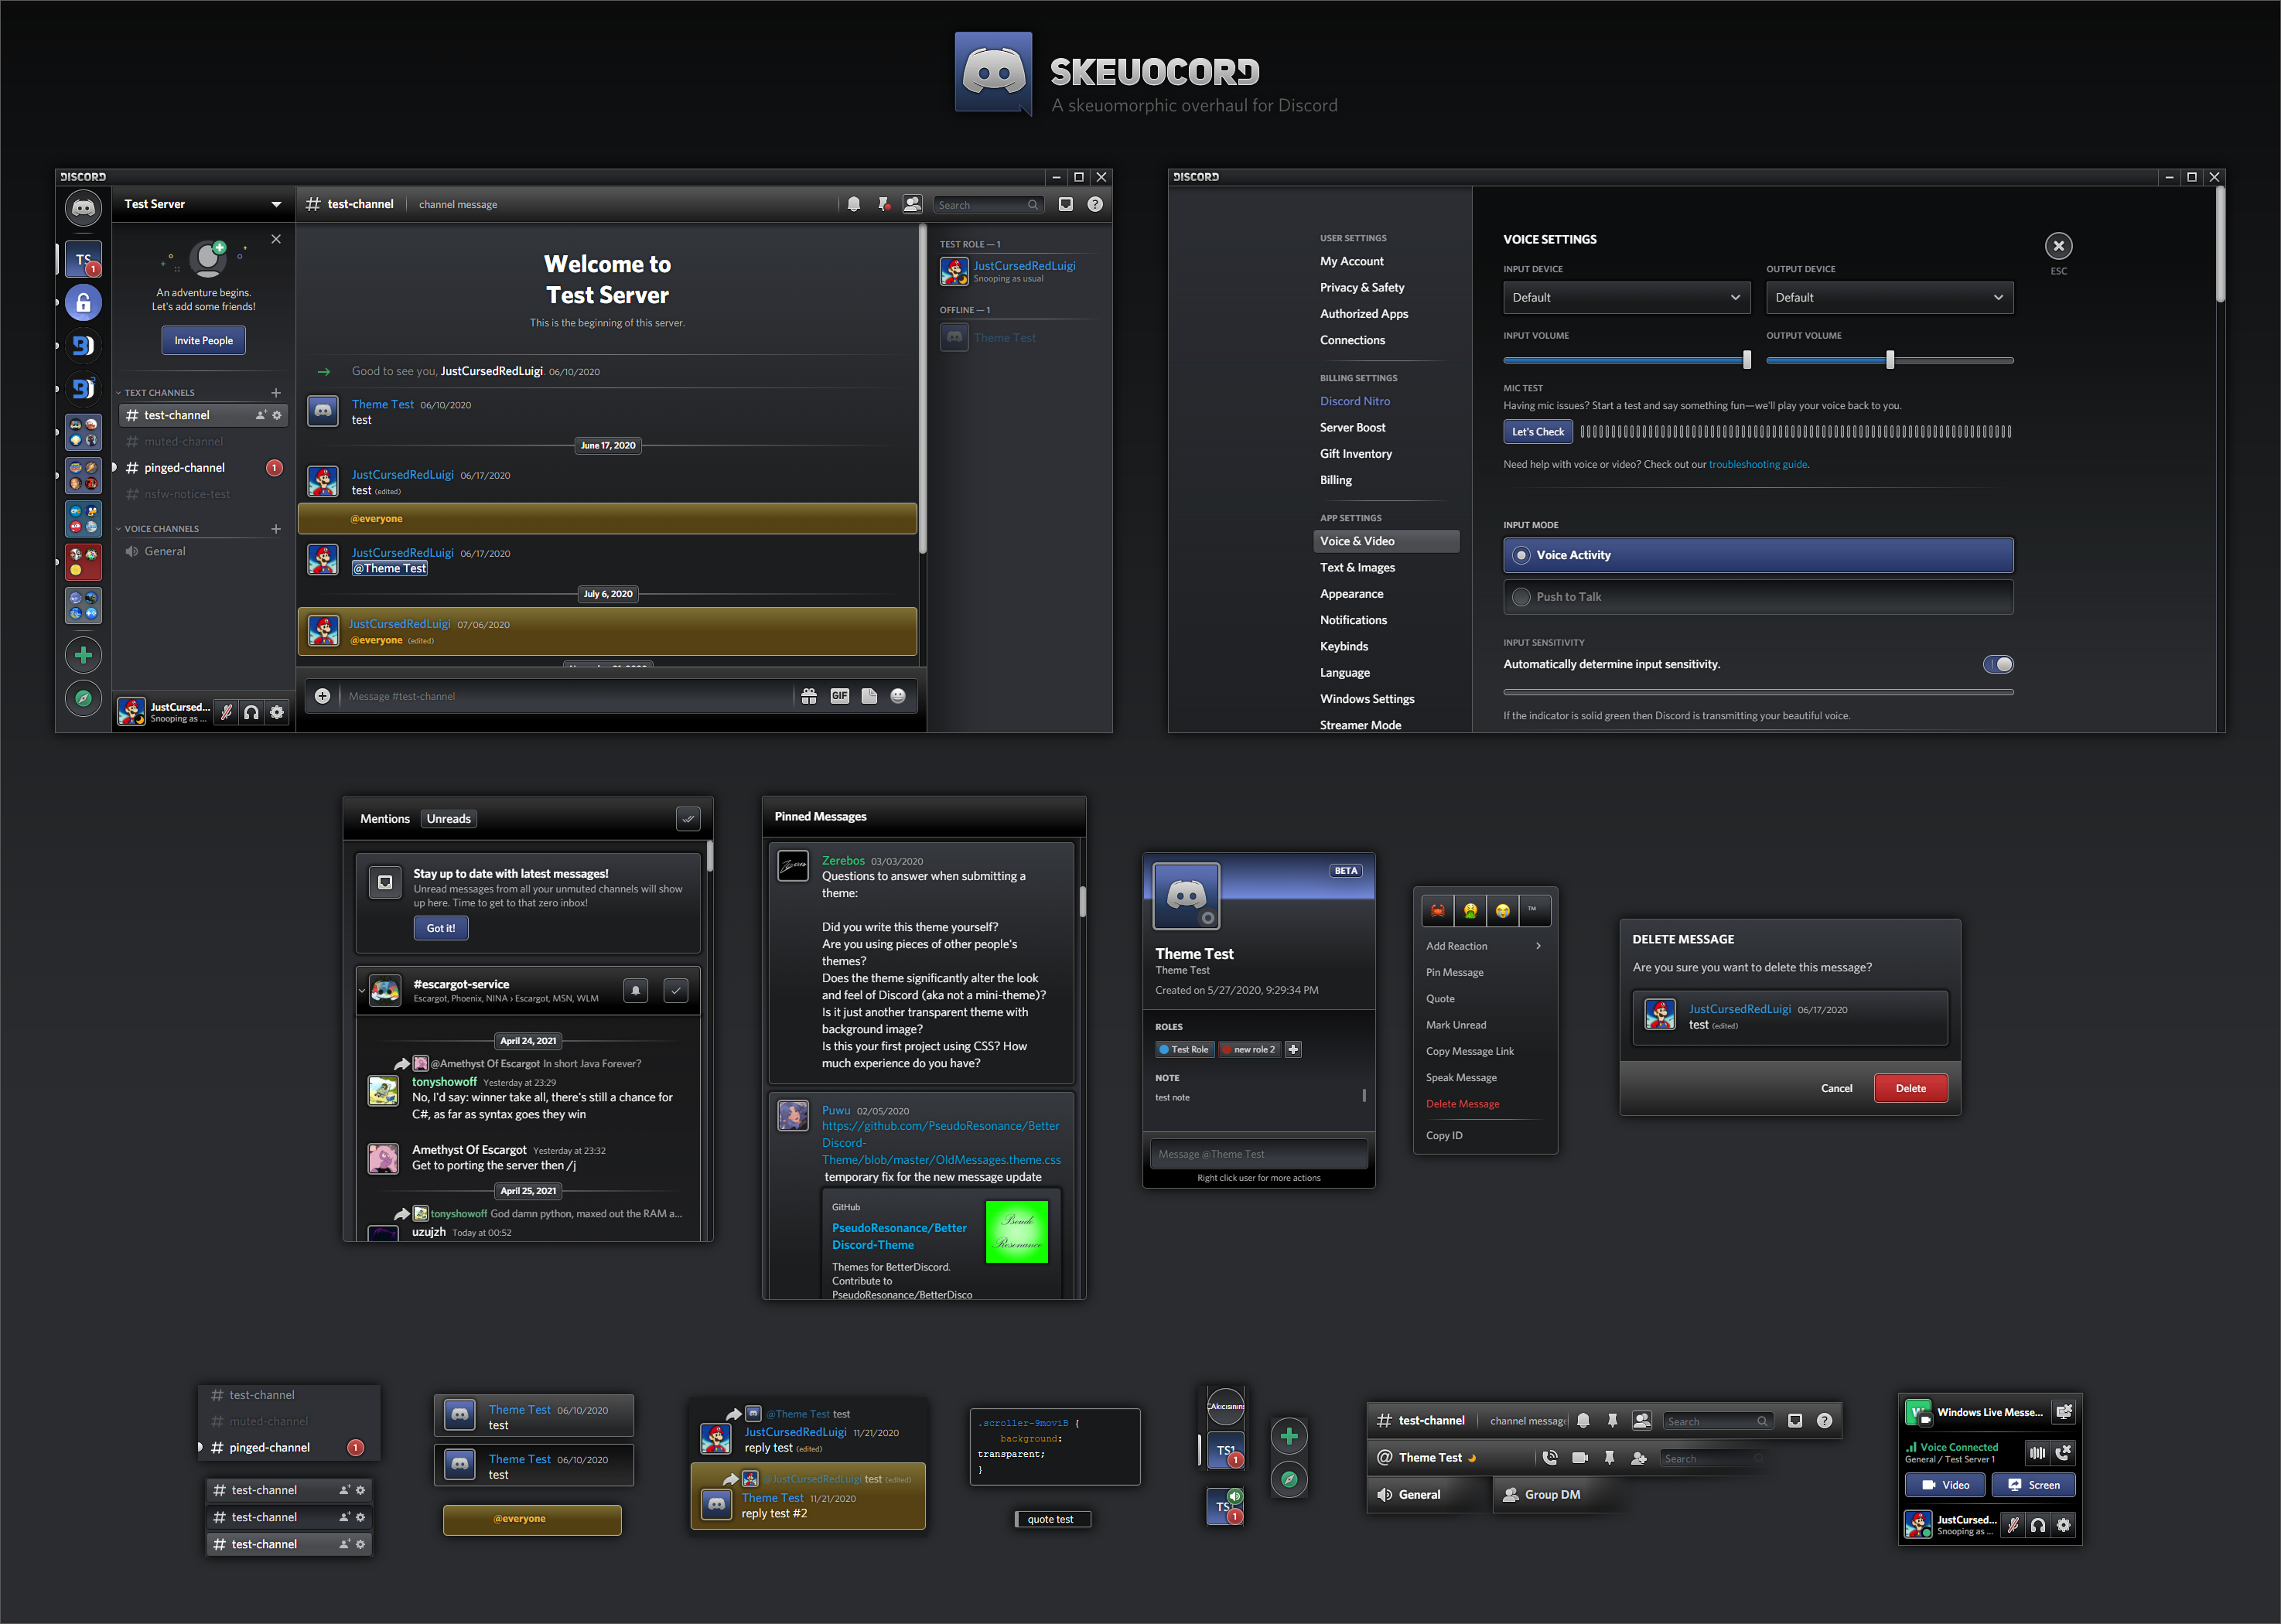 SKEUOCORD
A skeuomorphic overhaul for Discord
DISCORD
Test Server
test-channel
channel message
Search
TS
1
An adventure begins.
Let's add some friends!
Invite People
TEXT CHANNELS
test-channel
muted-channel
pinged-channel
1
nsfw-notice-test
VOICE CHANNELS
General
JustCursed...
Snooping as ...
Welcome to
Test Server
This is the beginning of this server.
Good to see you, JustCursedRedLuigi. 06/10/2020
Theme Test 06/10/2020
test
June 17, 2020
JustCursedRedLuigi 06/17/2020
test (edited)
@everyone
JustCursedRedLuigi 06/17/2020
@Theme Test
July 6, 2020
JustCursedRedLuigi 07/06/2020
@everyone (edited)
Message #test-channel
GIF
TEST ROLE — 1
JustCursedRedLuigi
Snooping as usual
OFFLINE — 1
Theme Test
DISCORD
USER SETTINGS
My Account
Privacy & Safety
Authorized Apps
Connections
BILLING SETTINGS
Discord Nitro
Server Boost
Gift Inventory
Billing
APP SETTINGS
Voice & Video
Text & Images
Appearance
Notifications
Keybinds
Language
Windows Settings
Streamer Mode
VOICE SETTINGS
ESC
INPUT DEVICE
OUTPUT DEVICE
Default
Default
INPUT VOLUME
OUTPUT VOLUME
MIC TEST
Having mic issues? Start a test and say something fun—we'll play your voice back to you.
Let's Check
Need help with voice or video? Check out our troubleshooting guide.
INPUT MODE
Voice Activity
Push to Talk
INPUT SENSITIVITY
Automatically determine input sensitivity.
If the indicator is solid green then Discord is transmitting your beautiful voice.
Mentions
Unreads
Stay up to date with latest messages!
Unread messages from all your unmuted channels will show
up here. Time to get to that zero inbox!
Got it!
#escargot-service
Escargot, Phoenix, NINA › Escargot, MSN, WLM
April 24, 2021
@Amethyst Of Escargot In short Java Forever?
tonyshowoff Yesterday at 23:29
No, I'd say: winner take all, there's still a chance for
C#, as far as syntax goes they win
Amethyst Of Escargot Yesterday at 23:32
Get to porting the server then /j
April 25, 2021
tonyshowoff God damn python, maxed out the RAM a...
uzujzh Today at 00:52
Pinned Messages
Zerebos 03/03/2020
Questions to answer when submitting a
theme:
Did you write this theme yourself?
Are you using pieces of other people's
themes?
Does the theme significantly alter the look
and feel of Discord (aka not a mini-theme)?
Is it just another transparent theme with
background image?
Is this your first project using CSS? How
much experience do you have?
Puwu 02/05/2020
https://github.com/PseudoResonance/Better
Discord-
Theme/blob/master/OldMessages.theme.css
temporary fix for the new message update
GitHub
PseudoResonance/Better
Discord-Theme
Themes for BetterDiscord.
Contribute to
PseudoResonance/BetterDisco
BETA
Theme Test
Theme Test
Created on 5/27/2020, 9:29:34 PM
ROLES
Test Role
new role 2
NOTE
test note
Message @Theme Test
Right click user for more actions
TM
Add Reaction
Pin Message
Quote
Mark Unread
Copy Message Link
Speak Message
Delete Message
Copy ID
DELETE MESSAGE
Are you sure you want to delete this message?
JustCursedRedLuigi 06/17/2020
test (edited)
Cancel
Delete
test-channel
muted-channel
pinged-channel
1
test-channel
test-channel
test-channel
Theme Test 06/10/2020
test
Theme Test 06/10/2020
test
@everyone
@Theme Test test
JustCursedRedLuigi 11/21/2020
reply test (edited)
@JustCursedRedLuigi test (edited)
Theme Test 11/21/2020
reply test #2
.scroller-9moviB {
background:
transparent;
}
quote test
TS1
1
TS
1
test-channel
channel message
Search
@ Theme Test
Search
General
Group DM
Windows Live Messe...
Voice Connected
General / Test Server 1
Video
Screen
JustCursed...
Snooping as ...